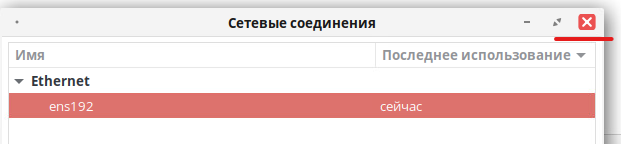 Сетевые соединения
Имя Последнее использование
Ethernet
ens192 сейчас